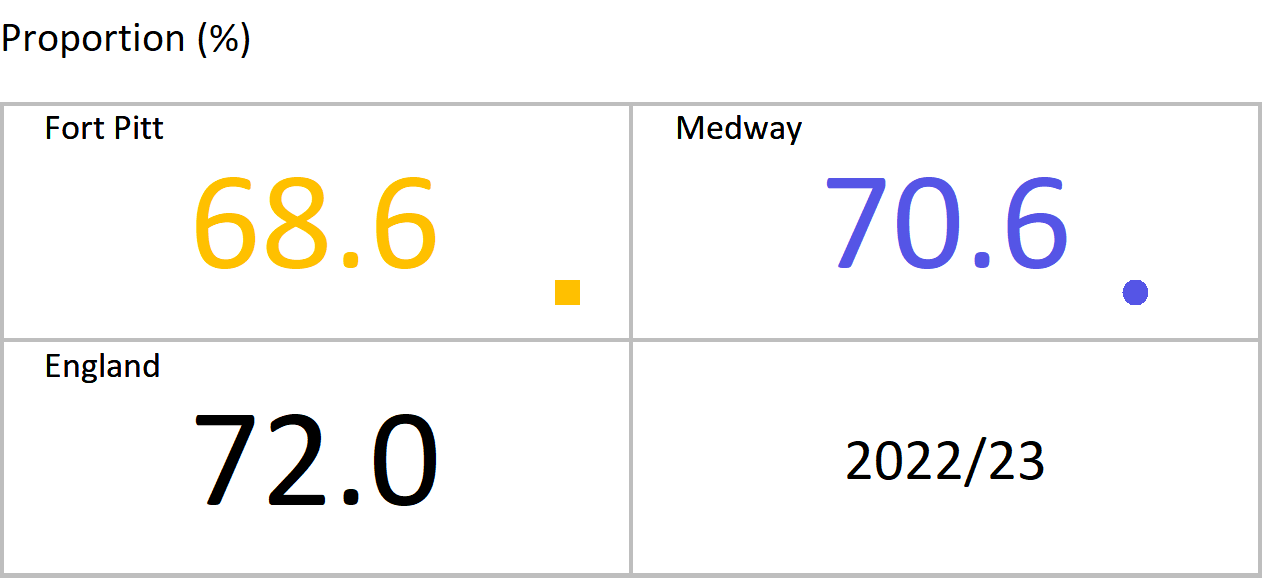 Proportion (%)
Fort Pitt
68.6
Medway
70.6
England
72.0
2022/23